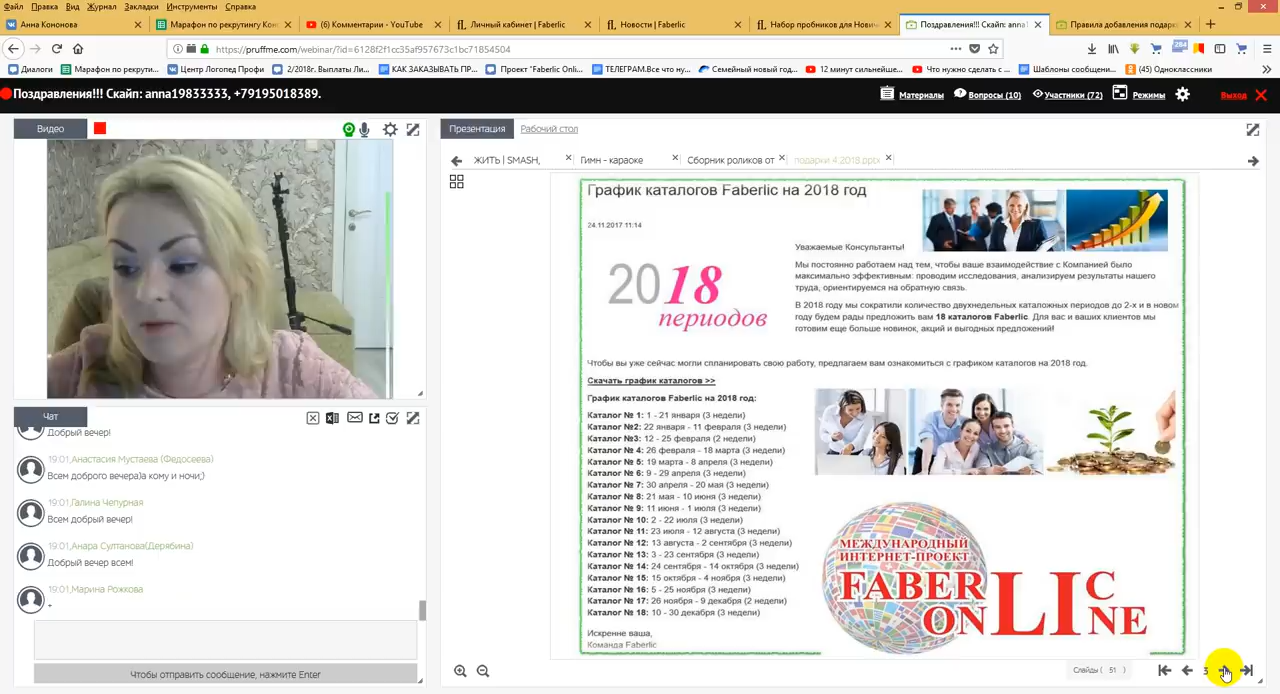 Файл Правка Вид Журнал Закладки Инструменты Справка
Анна Кононова
Марафон по рекрутингу Кон
(6) Комментарии - YouTube
Личный кабинет | Faberlic
Новости | Faberlic
Набор пробников для Нович
Поздравления!!! Скайп: anna1
Правила добавления подарк
https://pruffme.com/webinar/?id=6128f2f1cc35af957673c1bc71854504
284
Диалоги
Марафон по рекрути...
Центр Логопед Профи
2/2018г. Выплаты Ли...
КАК ЗАКАЗЫВАТЬ ПР...
Проект "Faberlic Onli...
ТЕЛЕГРАМ.Все что ну...
Семейный новый год...
12 минут сильнейше...
Что нужно сделать с ...
Шаблоны сообщени...
(45) Одноклассники
Поздравления!!! Скайп: anna19833333, +79195018389.
Материалы
Вопросы (10)
Участники (72)
Режимы
Выход
Видео
Презентация
Рабочий стол
ЖИТЬ | SMASH,
Гимн - караоке
Сборник роликов от
подарки 4.2018.pptx
График каталогов Faberlic на 2018 год
24.11.2017 11:14
2018
периодов
Уважаемые Консультанты!
Мы постоянно работаем над тем, чтобы ваше взаимодействие с Компанией было
максимально эффективным: проводим исследования, анализируем результаты нашего
труда, ориентируемся на обратную связь.
В 2018 году мы сократили количество двухнедельных каталожных периодов до 2-х и в новом
году будем рады предложить вам 18 каталогов Faberlic. Для вас и ваших клиентов мы
готовим еще больше новинок, акций и выгодных предложений!
Чтобы вы уже сейчас могли спланировать свою работу, предлагаем вам ознакомиться с графиком каталогов на 2018 год.
Скачать график каталогов >>
График каталогов Faberlic на 2018 год:
Каталог № 1: 1 - 21 января (3 недели)
Каталог №2: 22 января - 11 февраля (3 недели)
Каталог №3: 12 - 25 февраля (2 недели)
Каталог № 4: 26 февраля - 18 марта (3 недели)
Каталог № 5: 19 марта - 8 апреля (3 недели)
Каталог № 6: 9 - 29 апреля (3 недели)
Каталог № 7: 30 апреля - 20 мая (3 недели)
Каталог № 8: 21 мая - 10 июня (3 недели)
Каталог № 9: 11 июня - 1 июля (3 недели)
Каталог № 10: 2 - 22 июля (3 недели)
Каталог № 11: 23 июля - 12 августа (3 недели)
Каталог № 12: 13 августа - 2 сентября (3 недели)
Каталог № 13: 3 - 23 сентября (3 недели)
Каталог № 14: 24 сентября - 14 октября (3 недели)
Каталог № 15: 15 октября - 4 ноября (3 недели)
Каталог № 16: 5 - 25 ноября (3 недели)
Каталог № 17: 26 ноября - 9 декабря (2 недели)
Каталог № 18: 10 - 30 декабря (3 недели)
Искренне ваша,
Команда Faberlic
МЕЖДУНАРОДНЫЙ
ИНТЕРНЕТ-ПРОЕКТ
FABERLIC
ONLINE
Чат
Добрый вечер!
19:01,Анастасия Мустаева (Федосеева)
Всем доброго вечера)а кому и ночи;)
19:01,Галина Чепурная
Всем добрый вечер!
19:01,Анара Султанова(Дерябина)
Добрый вечер всем!
19:01,Марина Рожкова
+
Чтобы отправить сообщение, нажмите Enter
Слайды ( 51 )
3